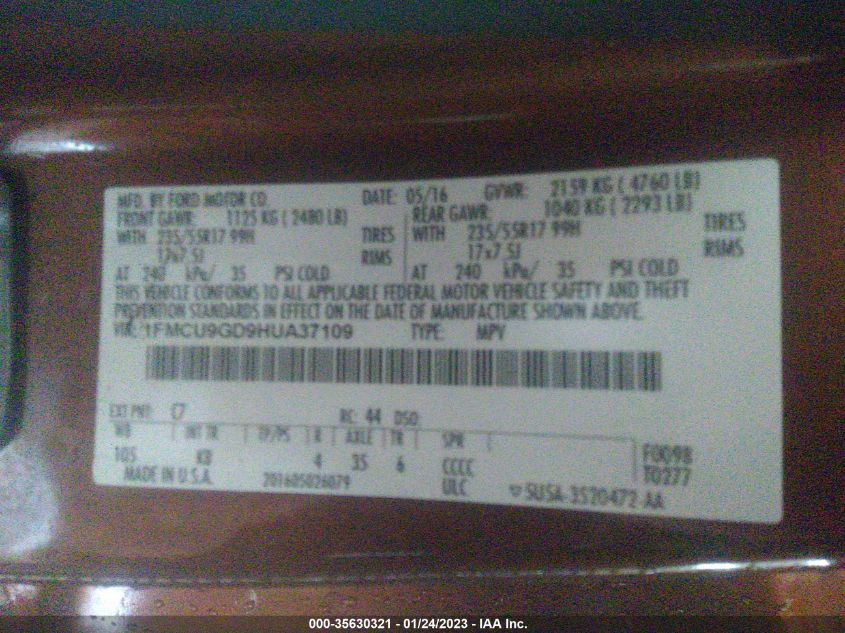 MFD. BY FORD MOTOR CO. DATE: 05/16 GVWR: 2159 KG ( 4760 LB)
FRONT GAWR: 1125 KG ( 2480 LB) REAR GAWR: 1040 KG ( 2293 LB)
WITH 235/55R17 99H TIRES WITH 235/55R17 99H TIRES
17x7.5J RIMS 17x7.5J RIMS
AT 240 kPa/ 35 PSI COLD AT 240 kPa/ 35 PSI COLD
THIS VEHICLE CONFORMS TO ALL APPLICABLE FEDERAL MOTOR VEHICLE SAFETY AND THEFT
PREVENTION STANDARDS IN EFFECT ON THE DATE OF MANUFACTURE SHOWN ABOVE.
VIN: 1FMCU9GD9HUA37109 TYPE: MPV
EXT PNT: RC: 44 DSO:
WB INT TR TP/PS R AXLE TR SPR F0098
105 KB 4 35 6 CCCC T0277
MADE IN U.S.A. 201605026079 ULC 5U5A-3520472-AA
000-35630321 - 01/24/2023 - IAA Inc.